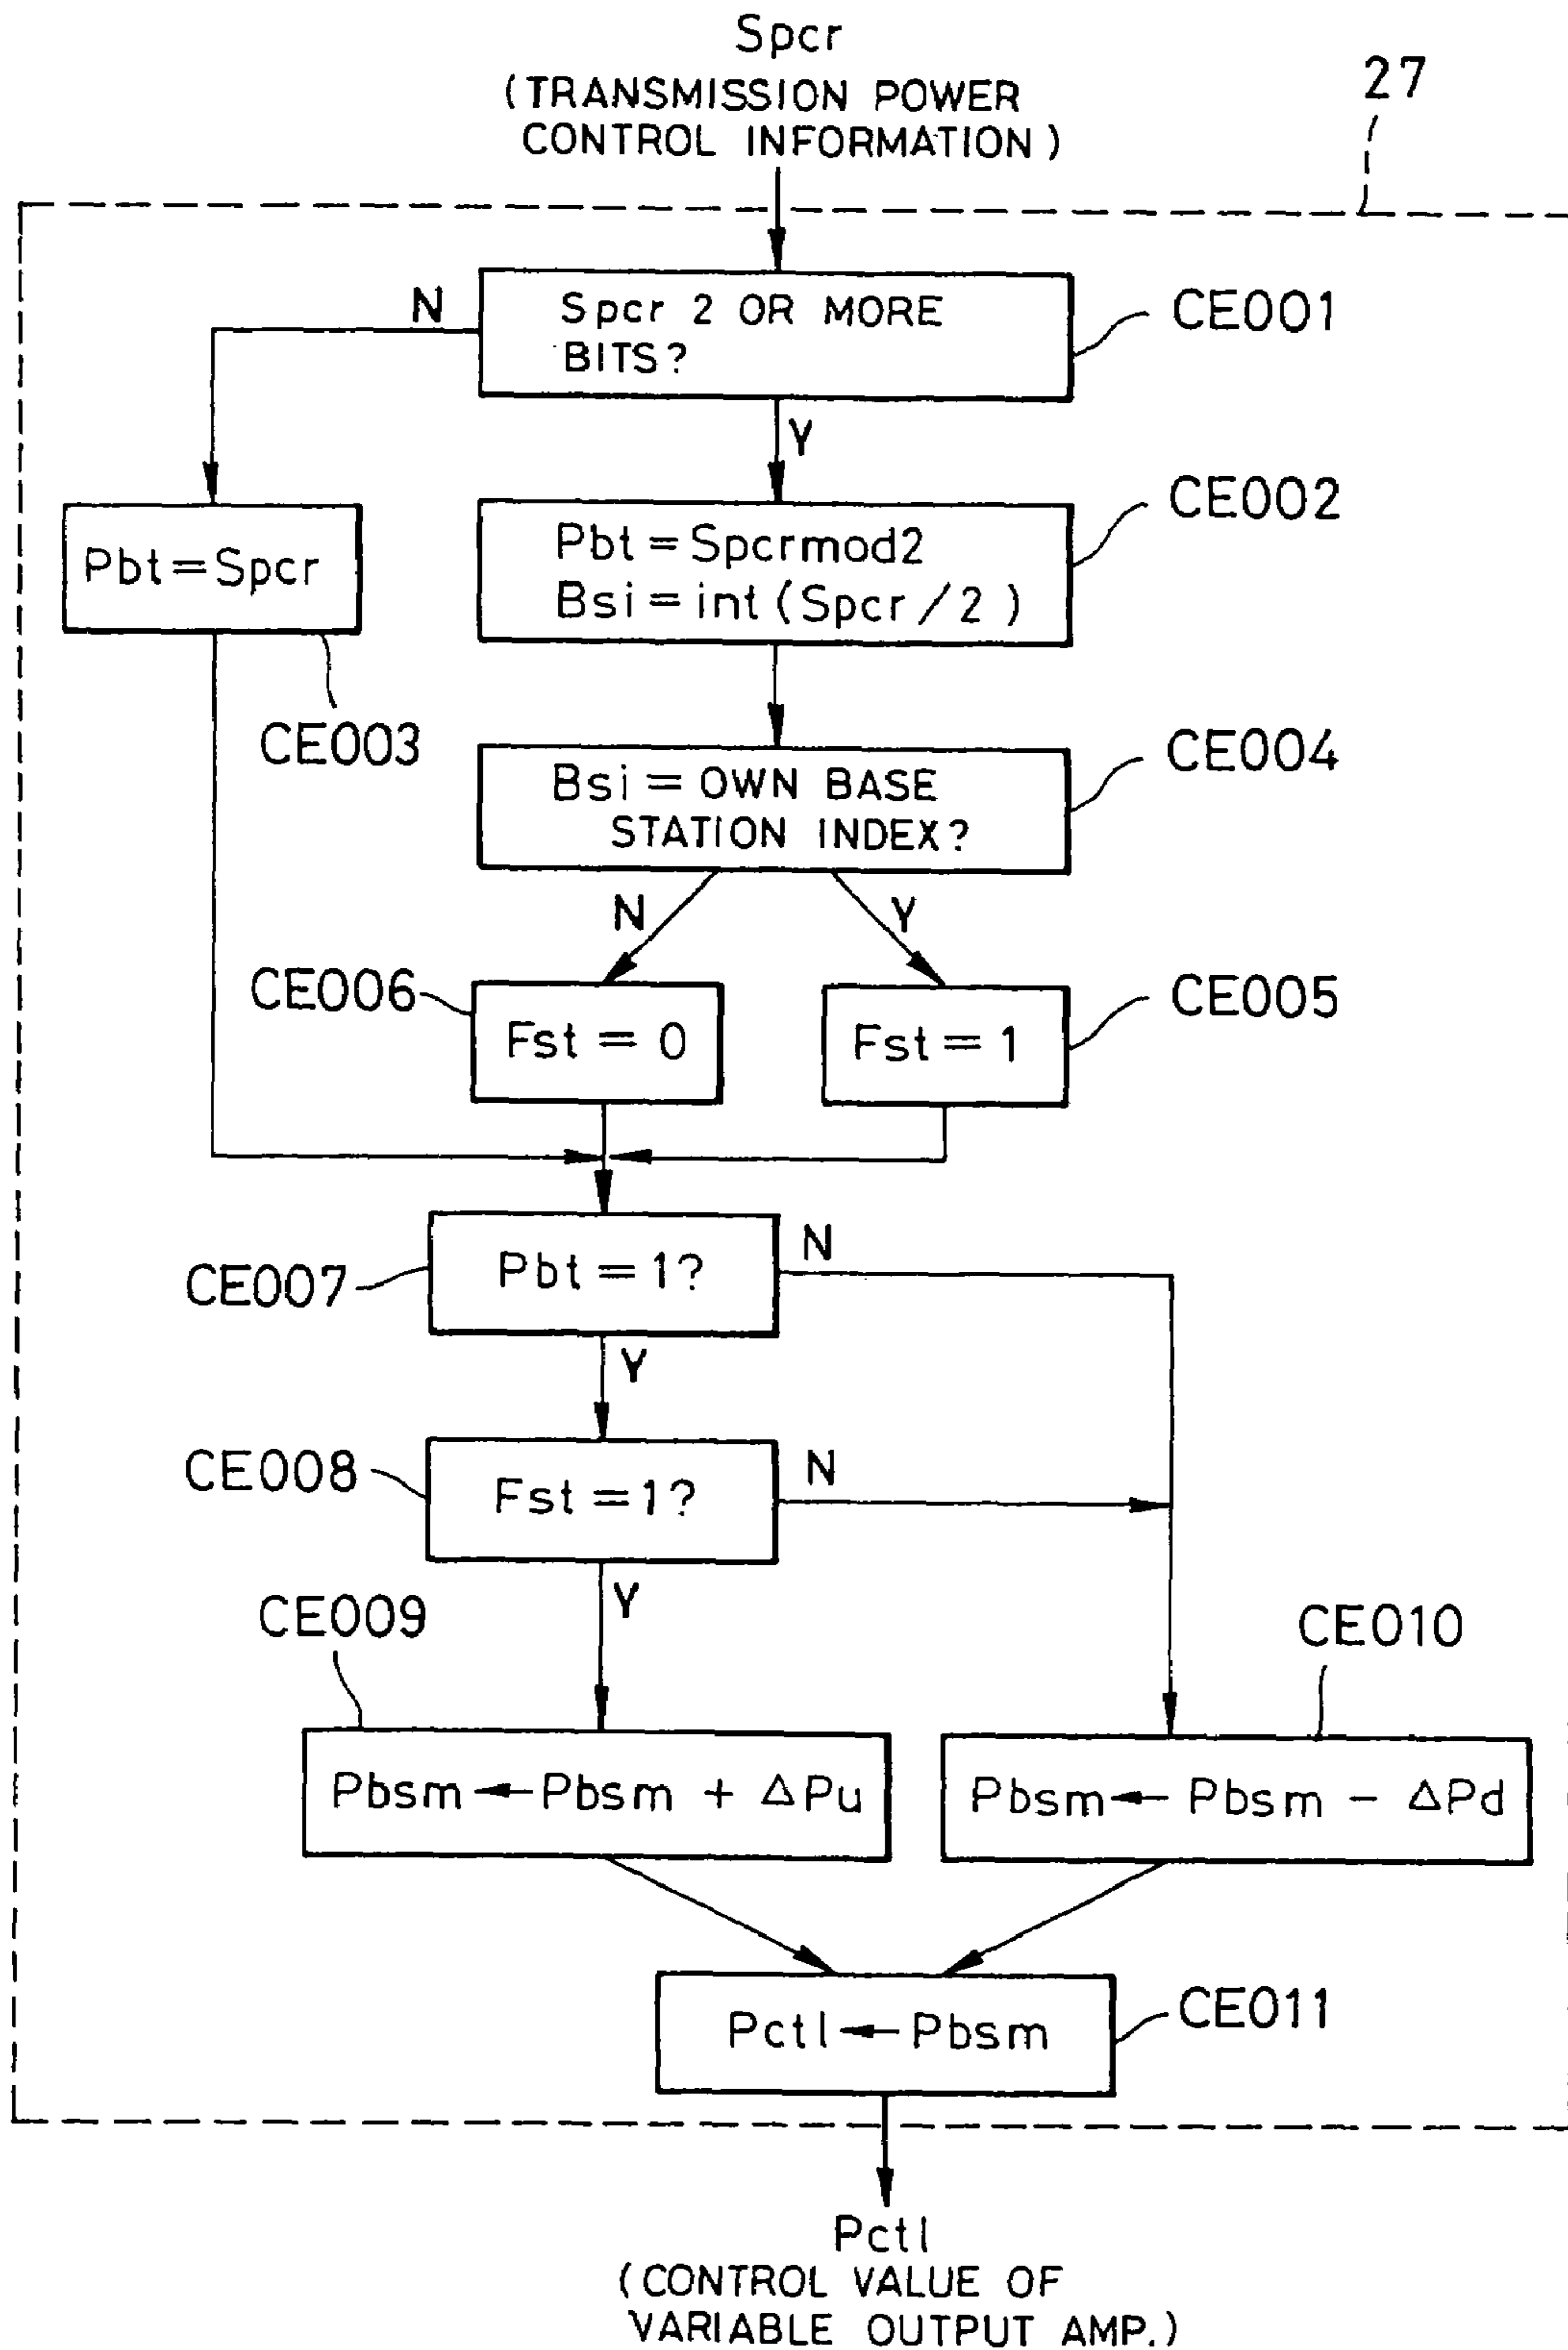 Spcr
(TRANSMISSION POWER
CONTROL INFORMATION)
27
N
Spcr 2 OR MORE
BITS?
CE001
Y
CE002
Pbt = Spcrmod2
Bsi = int (Spcr / 2)
Pbt = Spcr
CE003
CE004
Bsi = OWN BASE
STATION INDEX?
N
Y
CE006
CE005
Fst = 0
Fst = 1
N
Pbt = 1?
CE007
Y
N
CE008
Fst = 1?
Y
CE009
CE010
Pbsm ← Pbsm + ΔPu
Pbsm ← Pbsm − ΔPd
CE011
Pctl ← Pbsm
Pctl
(CONTROL VALUE OF
VARIABLE OUTPUT AMP.)